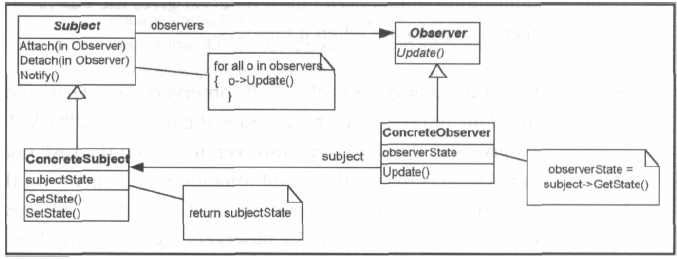 Subject
Attach(in Observer)
Detach(in Observer)
Notify()
observers
Observer
Update()
for all o in observers
{ o->Update()
}
ConcreteSubject
subjectState
GetState()
SetState()
return subjectState
subject
ConcreteObserver
observerState
Update()
observerState =
subject->GetState()